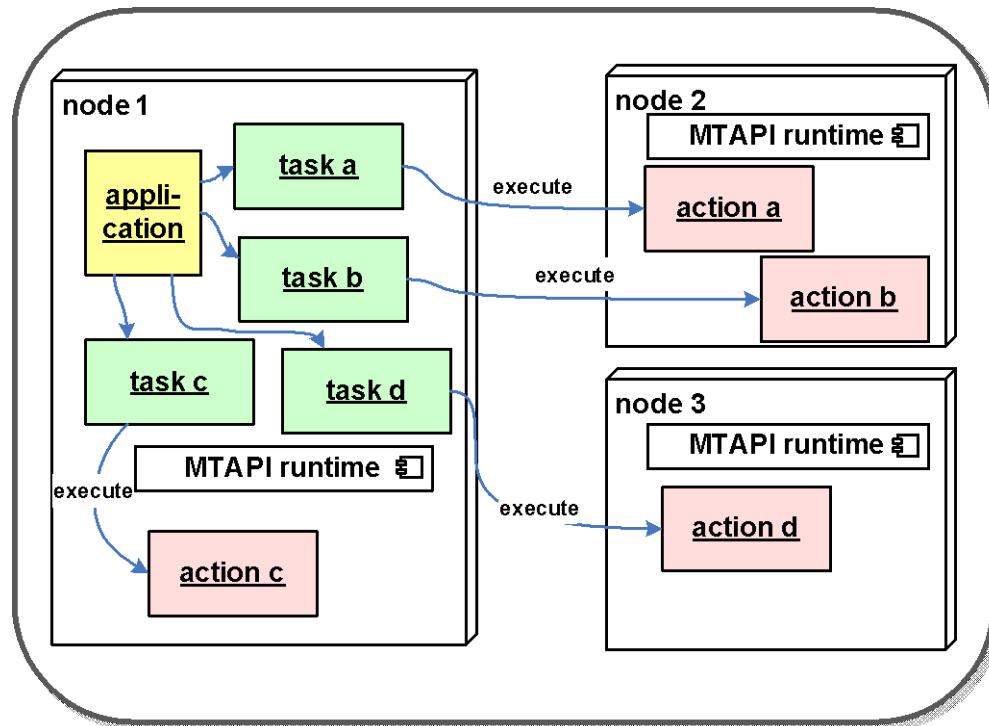 node 1
appli-
cation
task a
task b
task c
task d
MTAPI runtime
execute
action c
execute
execute
execute
node 2
MTAPI runtime
action a
action b
node 3
MTAPI runtime
action d